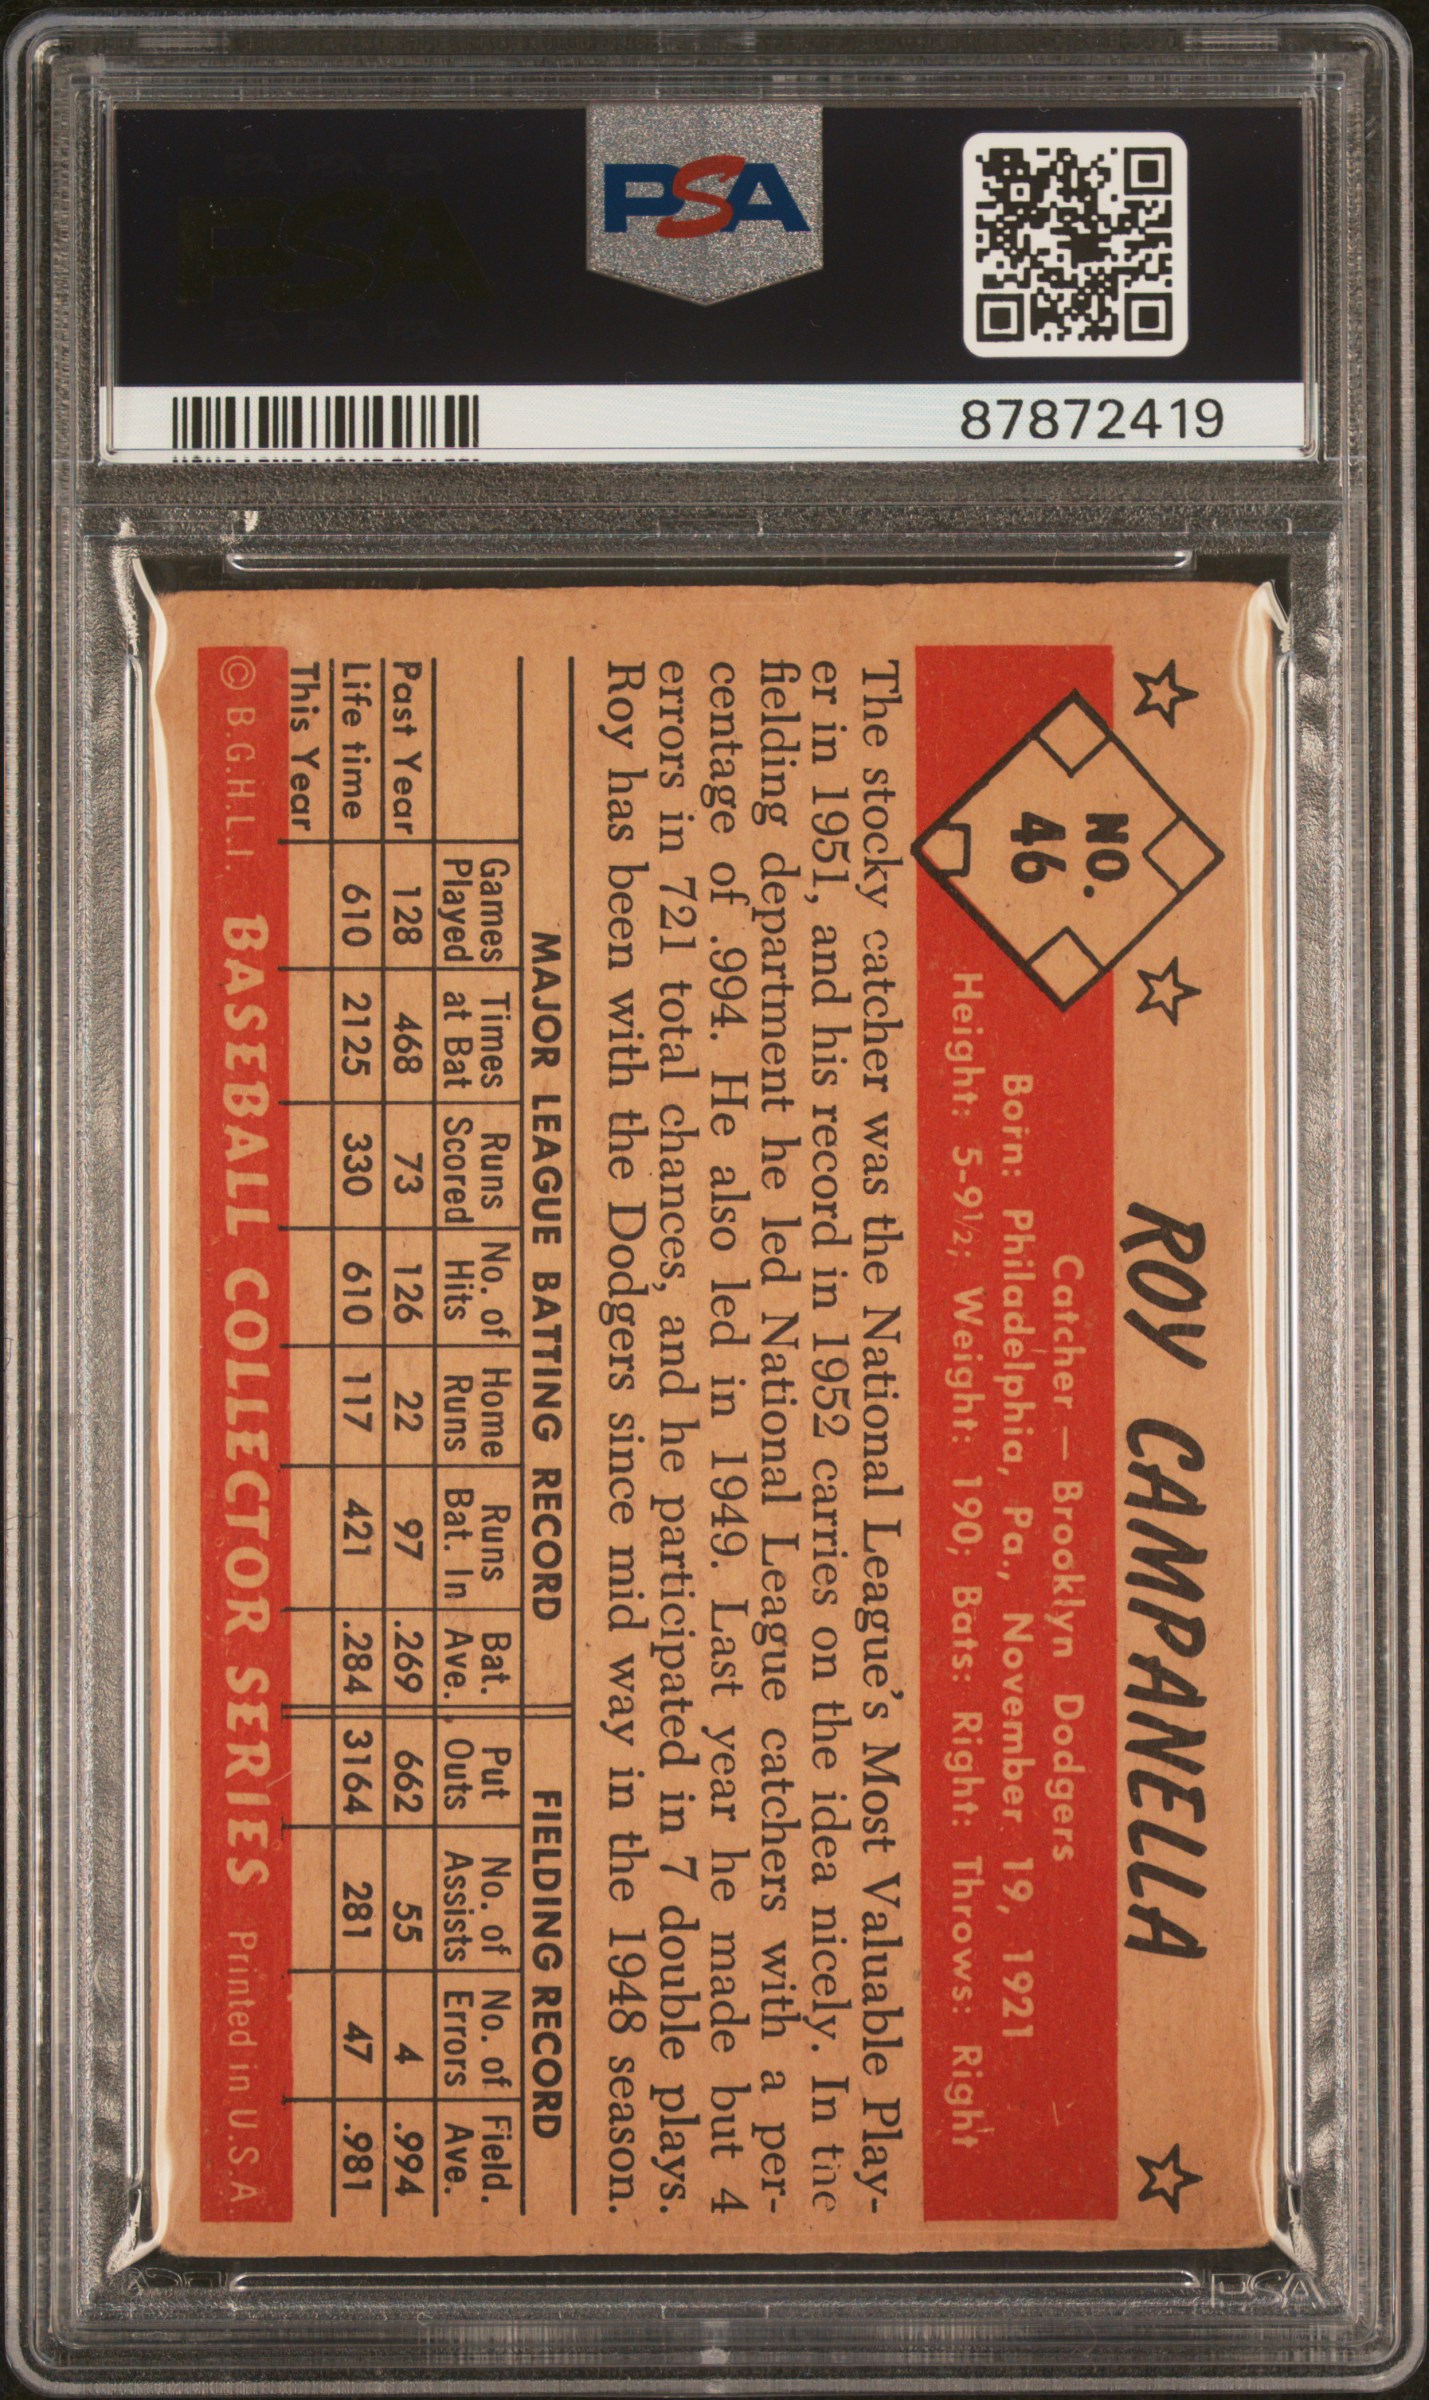 PSA
87872419
NO.
46
ROY CAMPANELLA
Catcher — Brooklyn Dodgers
Born: Philadelphia, Pa., November 19, 1921
Height: 5-9½; Weight: 190; Bats: Right: Throws: Right
The stocky catcher was the National League's Most Valuable Play-
er in 1951, and his record in 1952 carries on the idea nicely. In the
fielding department he led National League catchers with a per-
centage of .994. He also led in 1949. Last year he made but 4
errors in 721 total chances, and he participated in 7 double plays.
Roy has been with the Dodgers since mid way in the 1948 season.
MAJOR LEAGUE BATTING RECORD FIELDING RECORD
Games Times Runs No. of Home Runs Bat. Put No. of No. of Field.
Played at Bat Scored Hits Runs Bat. In Ave. Outs Assists Errors Ave.
Past Year 128 468 73 126 22 97 .269 662 55 4 .994
Life time 610 2125 330 610 117 421 .284 3164 281 47 .981
This Year
© B.G.H.L.I. BASEBALL COLLECTOR SERIES Printed in U.S.A
PSA